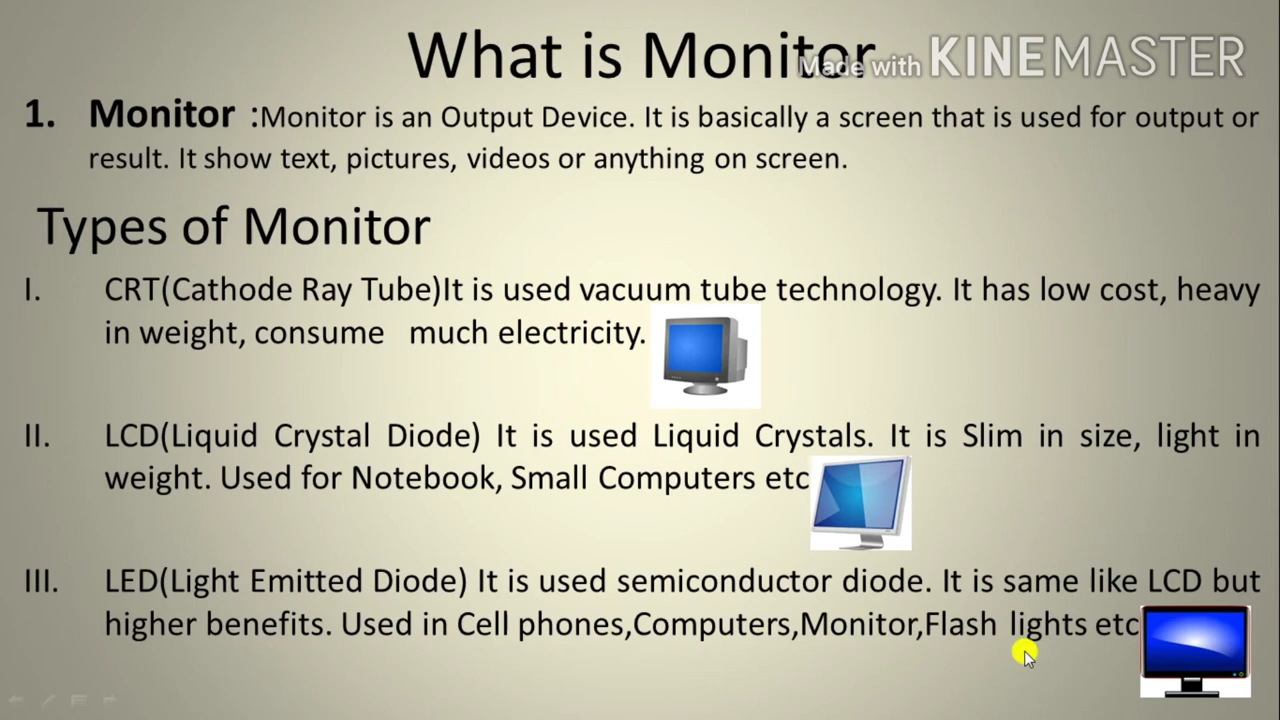 What is Monitor
Made with KINEMASTER
1. Monitor :Monitor is an Output Device. It is basically a screen that is used for output or
result. It show text, pictures, videos or anything on screen.
Types of Monitor
I. CRT(Cathode Ray Tube)It is used vacuum tube technology. It has low cost, heavy
in weight, consume much electricity.
II. LCD(Liquid Crystal Diode) It is used Liquid Crystals. It is Slim in size, light in
weight. Used for Notebook, Small Computers etc
III. LED(Light Emitted Diode) It is used semiconductor diode. It is same like LCD but
higher benefits. Used in Cell phones,Computers,Monitor,Flash lights etc